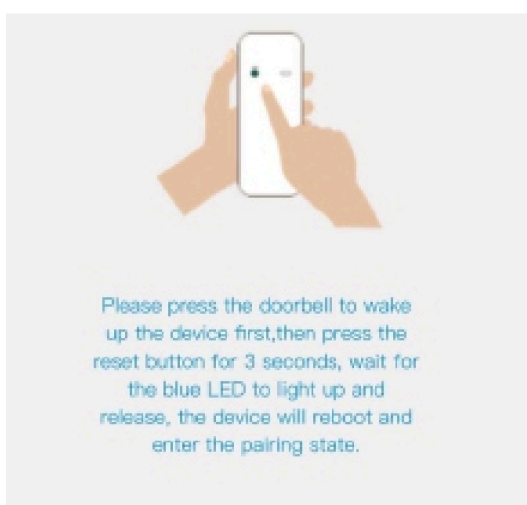 Please press the doorbell to wake
up the device first,then press the
reset button for 3 seconds, wait for
the blue LED to light up and
release, the device will reboot and
enter the pairing state.